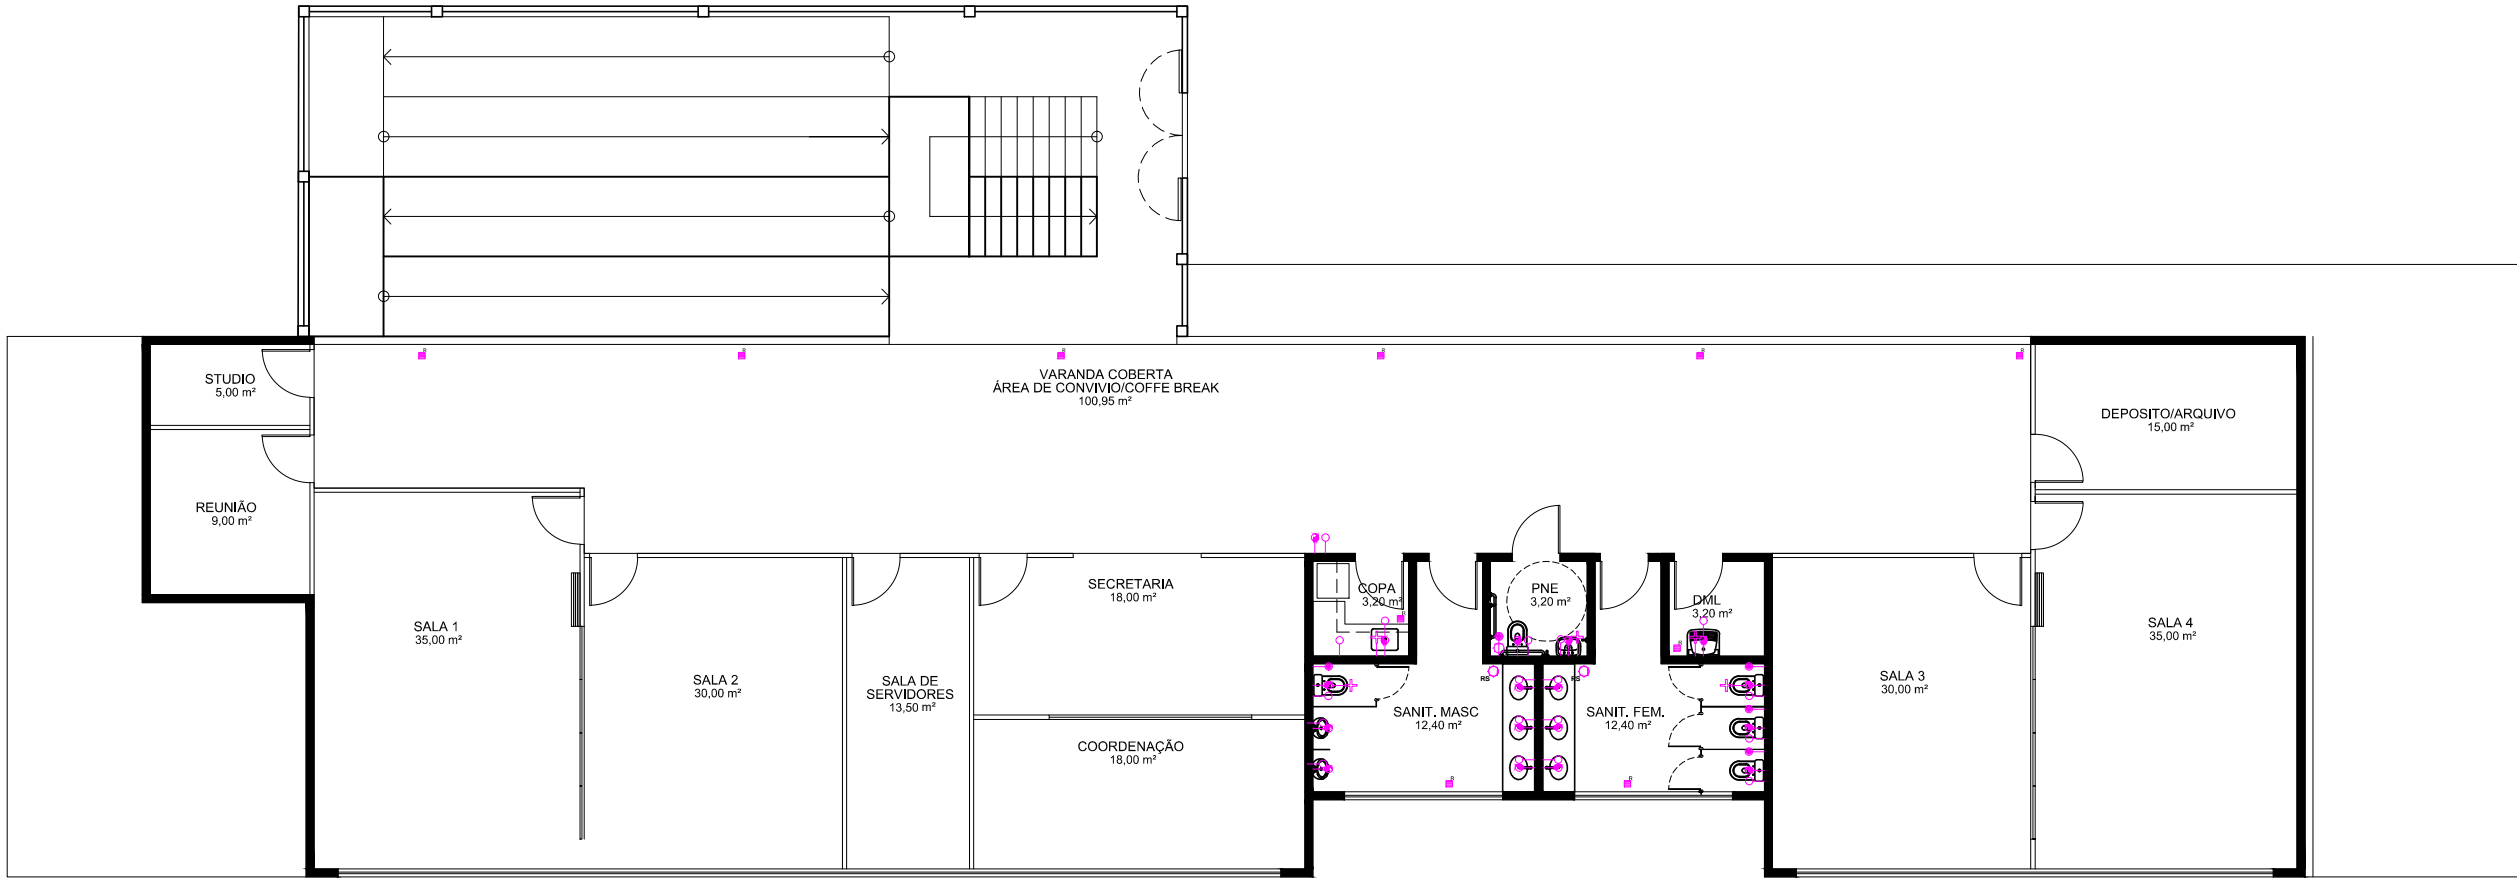 R
R
R
R
R
R
VARANDA COBERTA
ÁREA DE CONVIVIO/COFFE BREAK
100,95 m²
STUDIO
5,00 m²
DEPOSITO/ARQUIVO
15,00 m²
REUNIÃO
9,00 m²
SECRETARIA
18,00 m²
COPA
3,20 m²
R
PNE
3,20 m²
DML
3,20 m²
R
SALA 1
35,00 m²
SALA 4
35,00 m²
SALA 2
30,00 m²
SALA DE
SERVIDORES
13,50 m²
RS
RS
SALA 3
30,00 m²
SANIT. MASC
12,40 m²
SANIT. FEM.
12,40 m²
COORDENAÇÃO
18,00 m²
R
R